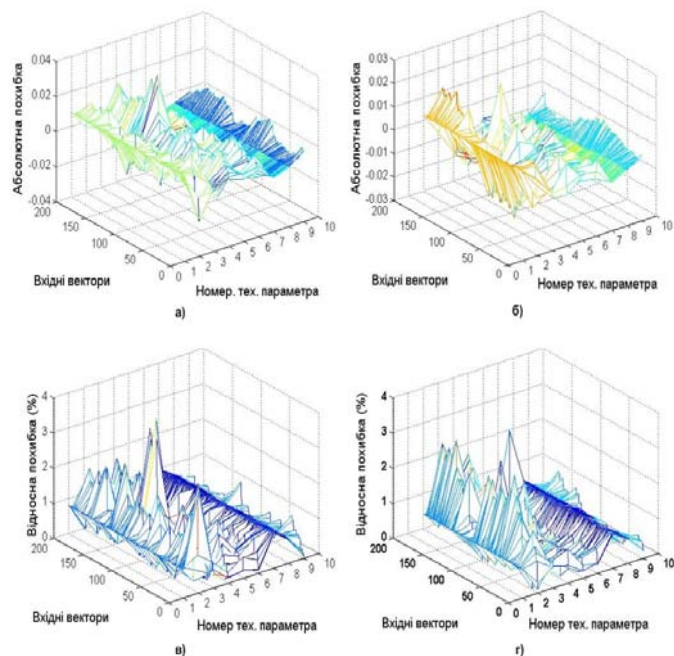 0.04
0.02
0
-0.02
-0.04
200
150
100
50
0
0 1 2 3 4 5 6 7 8 9 10
Абсолютна похибка
Вхідні вектори
Номер. тех. параметра
а)
0.03
0.02
0.01
0
-0.01
-0.02
-0.03
200
150
100
50
0
0 1 2 3 4 5 6 7 8 9 10
Абсолютна похибка
Вхідні вектори
Номер тех. параметра
б)
4
3
2
1
0
200
150
100
50
0
0 1 2 3 4 5 6 7 8 9 10
Відносна похибка (%)
Вхідні вектори
Номер тех. параметра
в)
4
3
2
1
0
200
150
100
50
0
0 1 2 3 4 5 6 7 8 9 10
Відносна похибка (%)
Вхідні вектори
Номер тех. параметра
г)